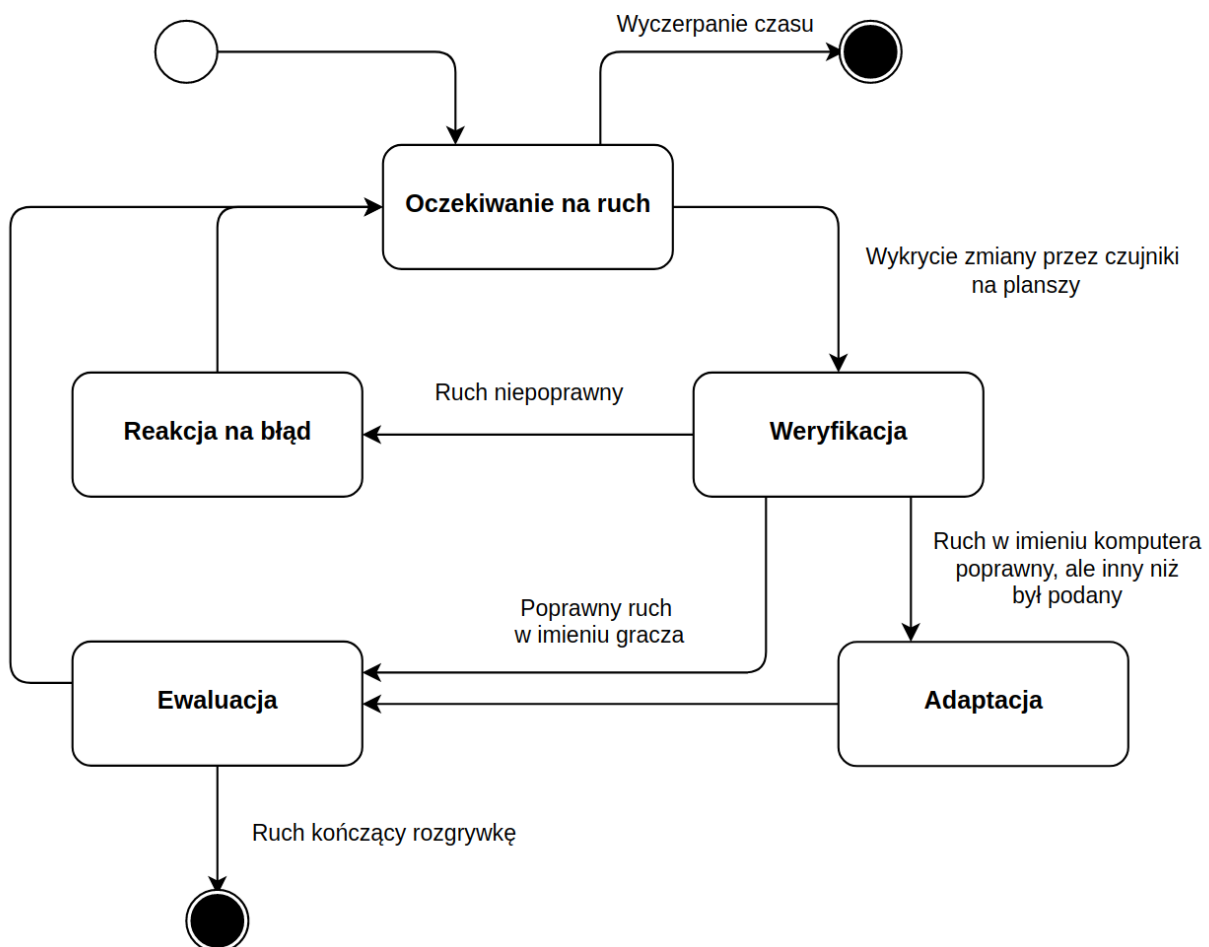 Wyczerpanie czasu
Oczekiwanie na ruch
Wykrycie zmiany przez czujniki
na planszy
Ruch niepoprawny
Reakcja na błąd
Weryfikacja
Ruch w imieniu komputera
poprawny, ale inny niż
był podany
Poprawny ruch
w imieniu gracza
Ewaluacja
Adaptacja
Ruch kończący rozgrywkę